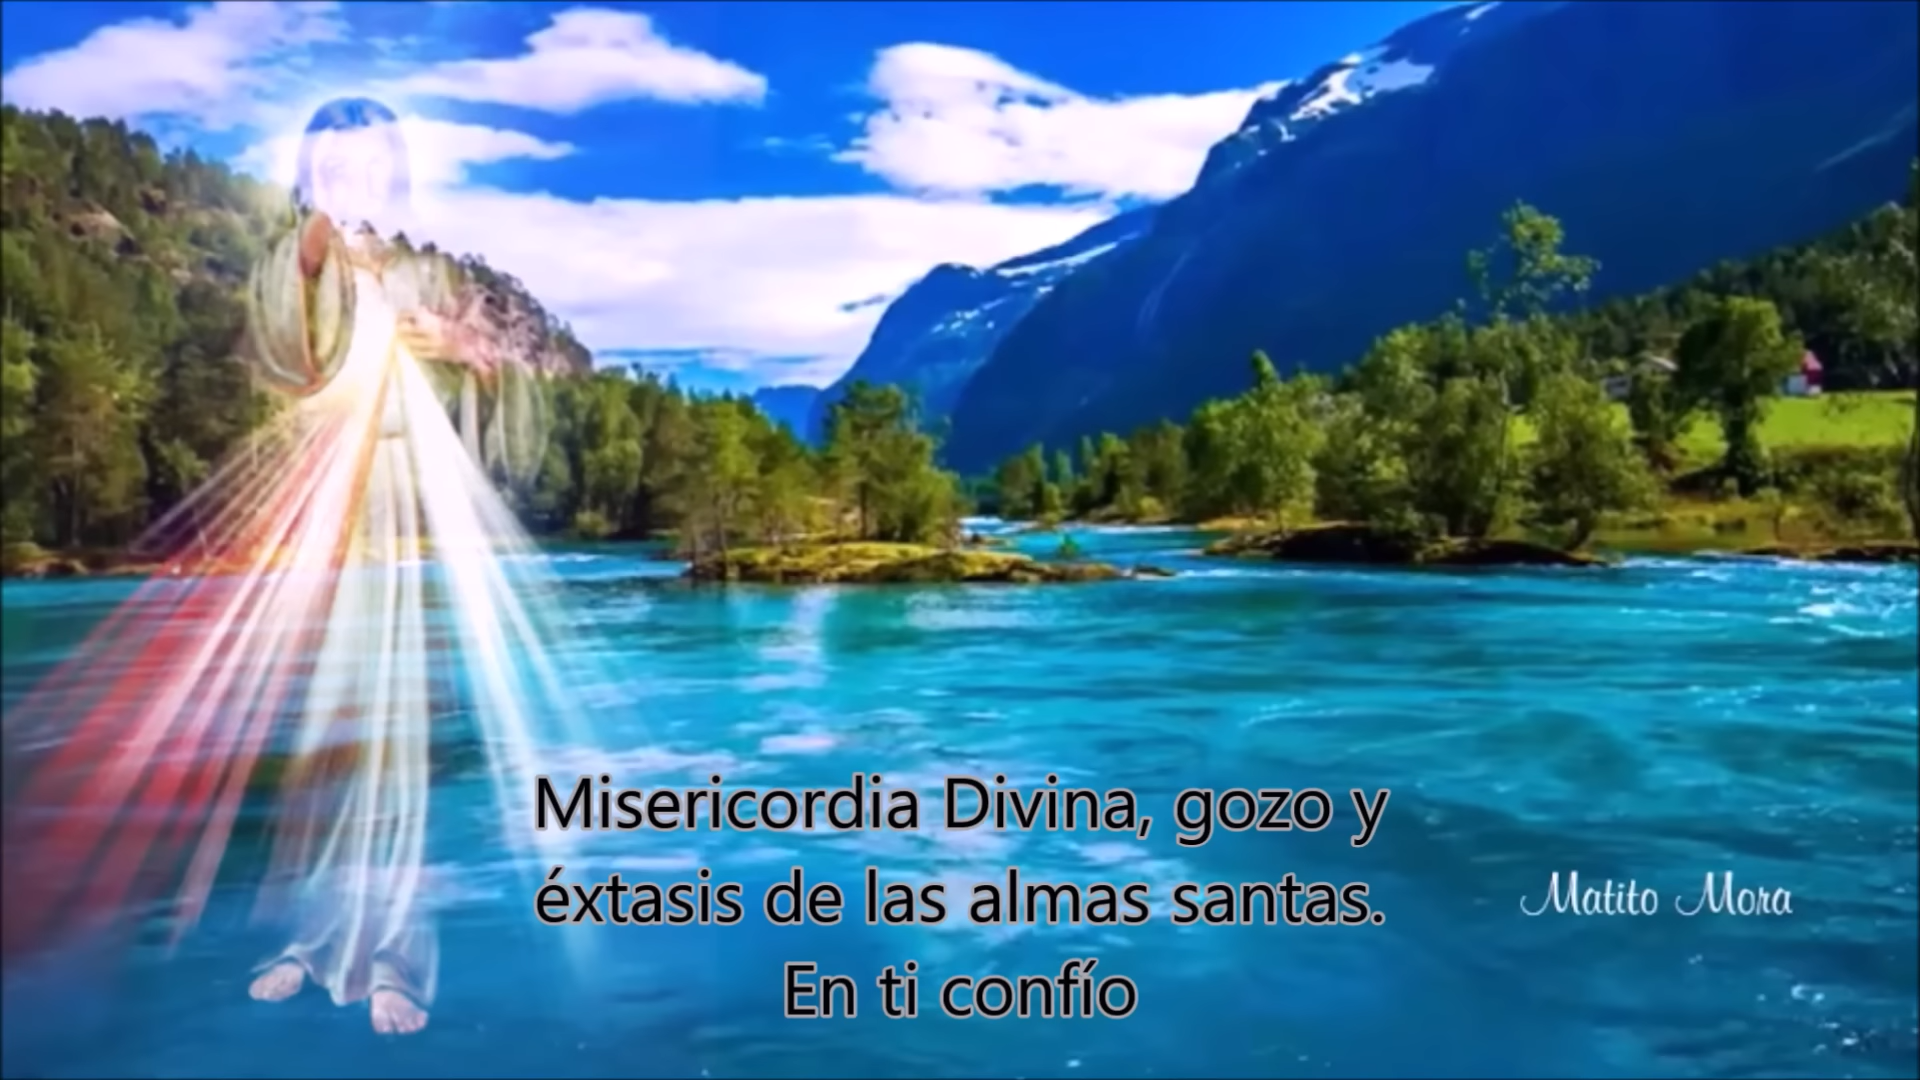 Misericordia Divina, gozo y
éxtasis de las almas santas.
En ti confío
Matito Mora